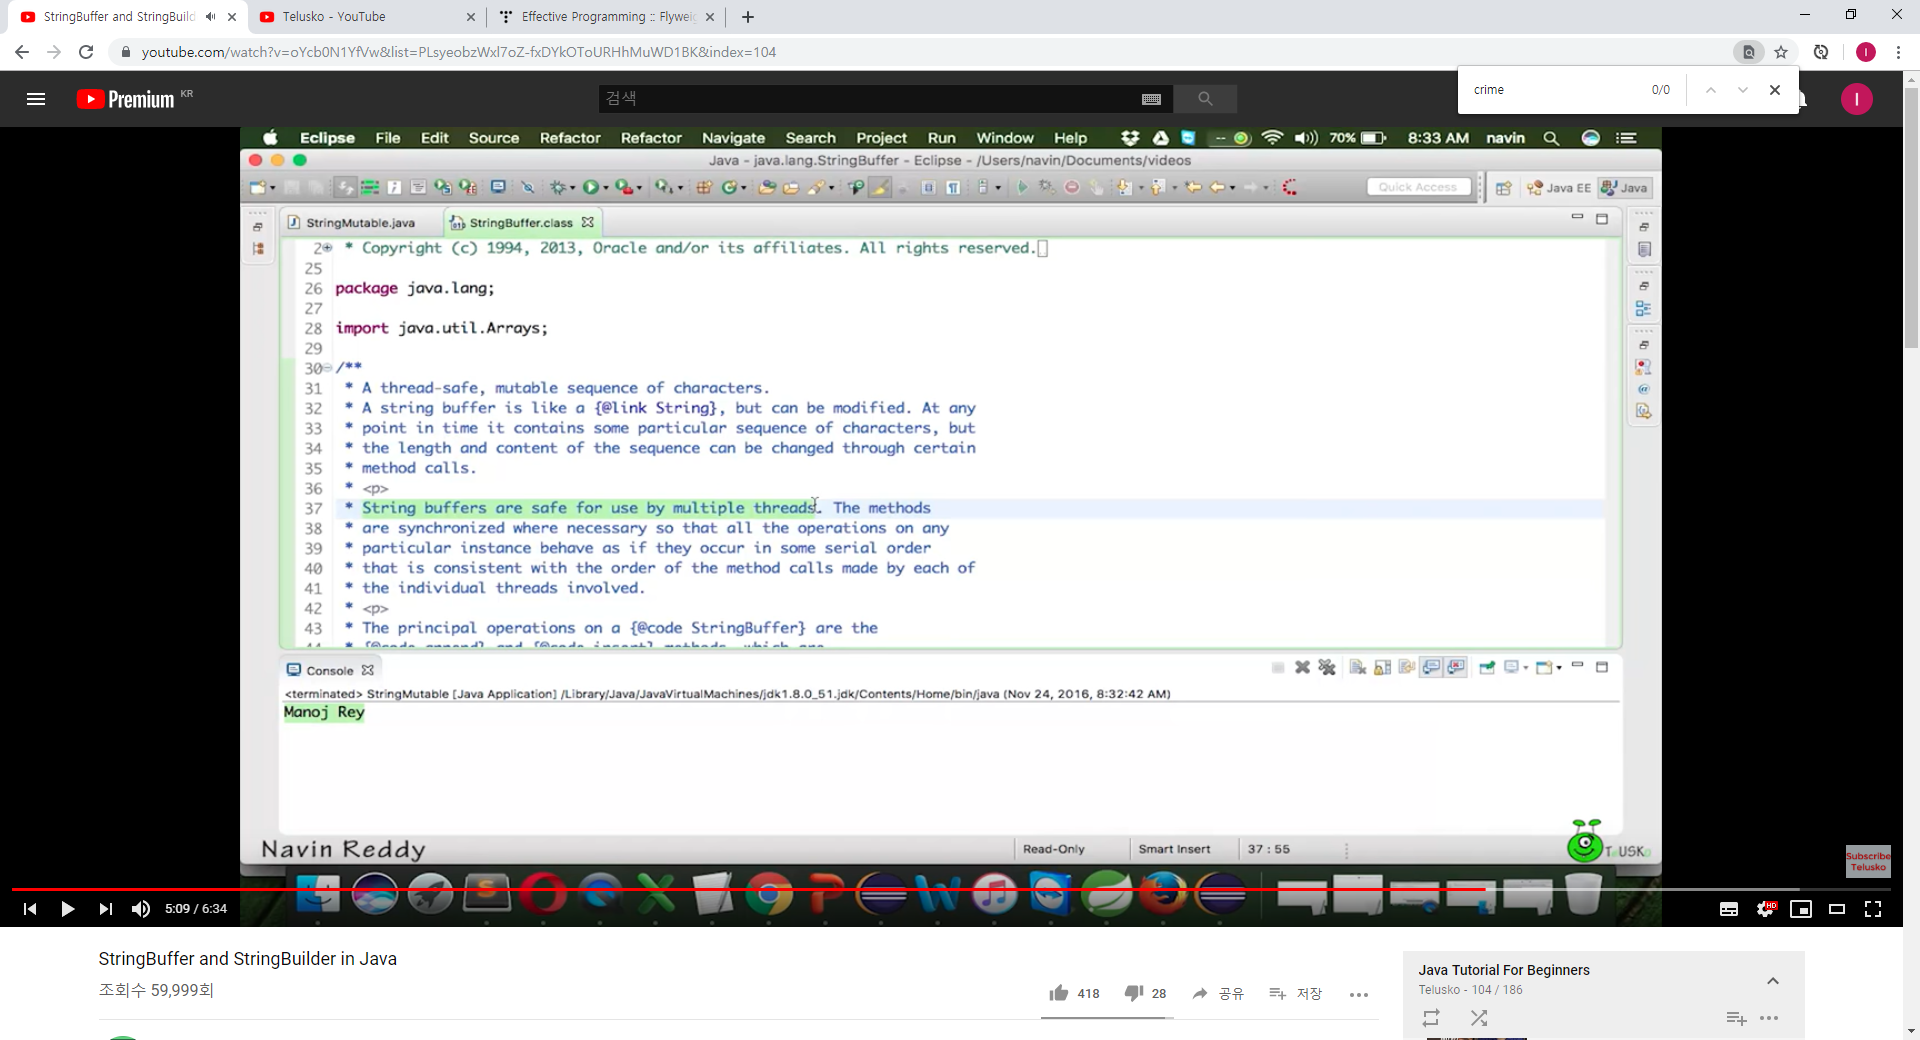 StringBuffer and StringBuild
Telusko - YouTube
Effective Programming :: Flywei
youtube.com/watch?v=oYcb0N1YfVw&list=PLsyeobzWxl7oZ-fxDYkOToURHhMuWD1BK&index=104
crime 0/0
Premium KR
검색
Eclipse File Edit Source Refactor Refactor Navigate Search Project Run Window Help 70% 8:33 AM navin
Java - java.lang.StringBuffer - Eclipse - /Users/navin/Documents/videos
Quick Access Java EE Java
StringMutable.java StringBuffer.class
2 * Copyright (c) 1994, 2013, Oracle and/or its affiliates. All rights reserved.
25
26 package java.lang;
27
28 import java.util.Arrays;
29
30 /**
31 * A thread-safe, mutable sequence of characters.
32 * A string buffer is like a {@link String}, but can be modified. At any
33 * point in time it contains some particular sequence of characters, but
34 * the length and content of the sequence can be changed through certain
35 * method calls.
36 * <p>
37 * String buffers are safe for use by multiple threads. The methods
38 * are synchronized where necessary so that all the operations on any
39 * particular instance behave as if they occur in some serial order
40 * that is consistent with the order of the method calls made by each of
41 * the individual threads involved.
42 * <p>
43 * The principal operations on a {@code StringBuffer} are the
44 * {@code append} and {@code insert} methods, which are
Console
<terminated> StringMutable [Java Application] /Library/Java/JavaVirtualMachines/jdk1.8.0_51.jdk/Contents/Home/bin/java (Nov 24, 2016, 8:32:42 AM)
Manoj Rey
Navin Reddy
Read-Only Smart Insert 37 : 55
TeLUSKo
Subscribe
Telusko
5:09 / 6:34
HD
StringBuffer and StringBuilder in Java
조회수 59,999회
418 28 공유 저장
Java Tutorial For Beginners
Telusko - 104 / 186